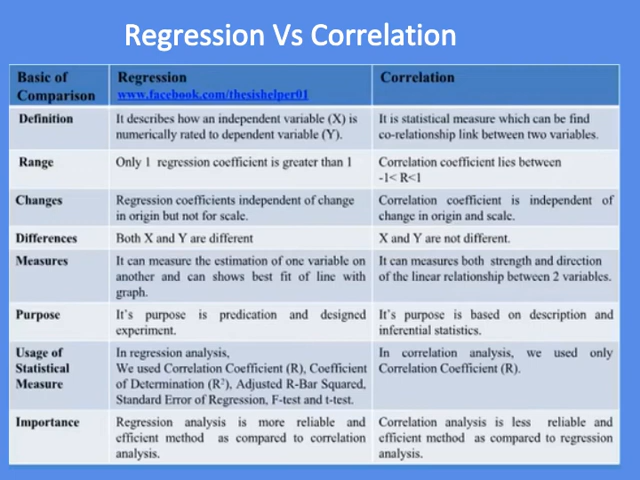 Regression Vs Correlation
Basic of Comparison
Regression
www.facebook.com/thesishelper01
Correlation
Definition
It describes how an independent variable (X) is
numerically rated to dependent variable (Y).
It is statistical measure which can be find
co-relationship link between two variables.
Range
Only 1 regression coefficient is greater than 1
Correlation coefficient lies between
-1< R<1
Changes
Regression coefficients independent of change
in origin but not for scale.
Correlation coefficient is independent of
change in origin and scale.
Differences
Both X and Y are different
X and Y are not different.
Measures
It can measure the estimation of one variable on
another and can shows best fit of line with
graph.
It can measures both strength and direction
of the linear relationship between 2 variables.
Purpose
It's purpose is predication and designed
experiment.
It's purpose is based on description and
inferential statistics.
Usage of
Statistical
Measure
In regression analysis,
We used Correlation Coefficient (R), Coefficient
of Determination (R²), Adjusted R-Bar Squared,
Standard Error of Regression, F-test and t-test.
In correlation analysis, we used only
Correlation Coefficient (R).
Importance
Regression analysis is more reliable and
efficient method as compared to correlation
analysis.
Correlation analysis is less reliable and
efficient method as compared to regression
analysis.